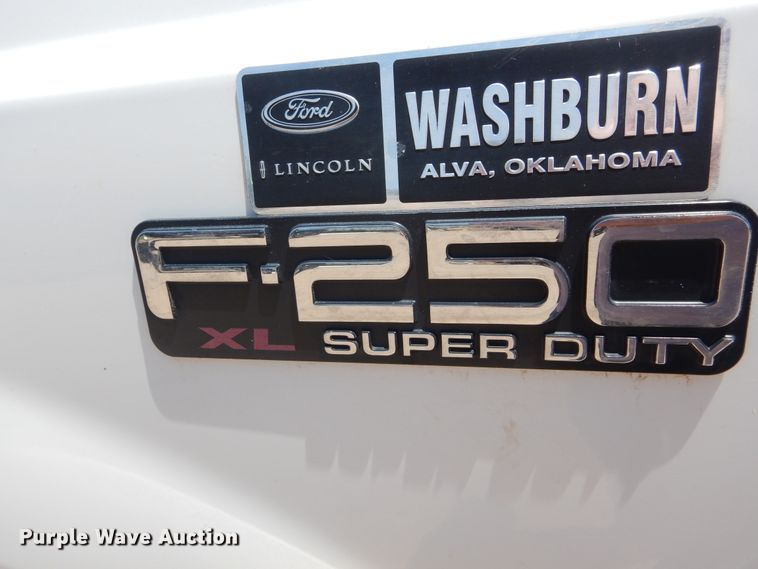 Ford
LINCOLN
WASHBURN
ALVA, OKLAHOMA
F-250
XL SUPER DUTY
Purple Wave Auction